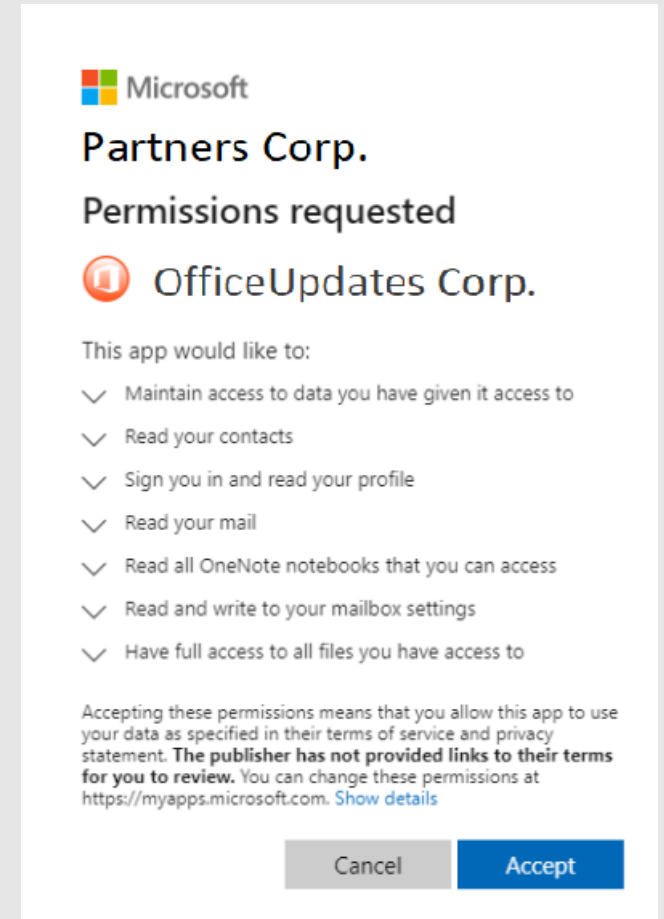 Microsoft
Partners Corp.
Permissions requested
OfficeUpdates Corp.
This app would like to:
Maintain access to data you have given it access to
Read your contacts
Sign you in and read your profile
Read your mail
Read all OneNote notebooks that you can access
Read and write to your mailbox settings
Have full access to all files you have access to
Accepting these permissions means that you allow this app to use
your data as specified in their terms of service and privacy
statement. The publisher has not provided links to their terms
for you to review. You can change these permissions at
https://myapps.microsoft.com. Show details
Cancel
Accept